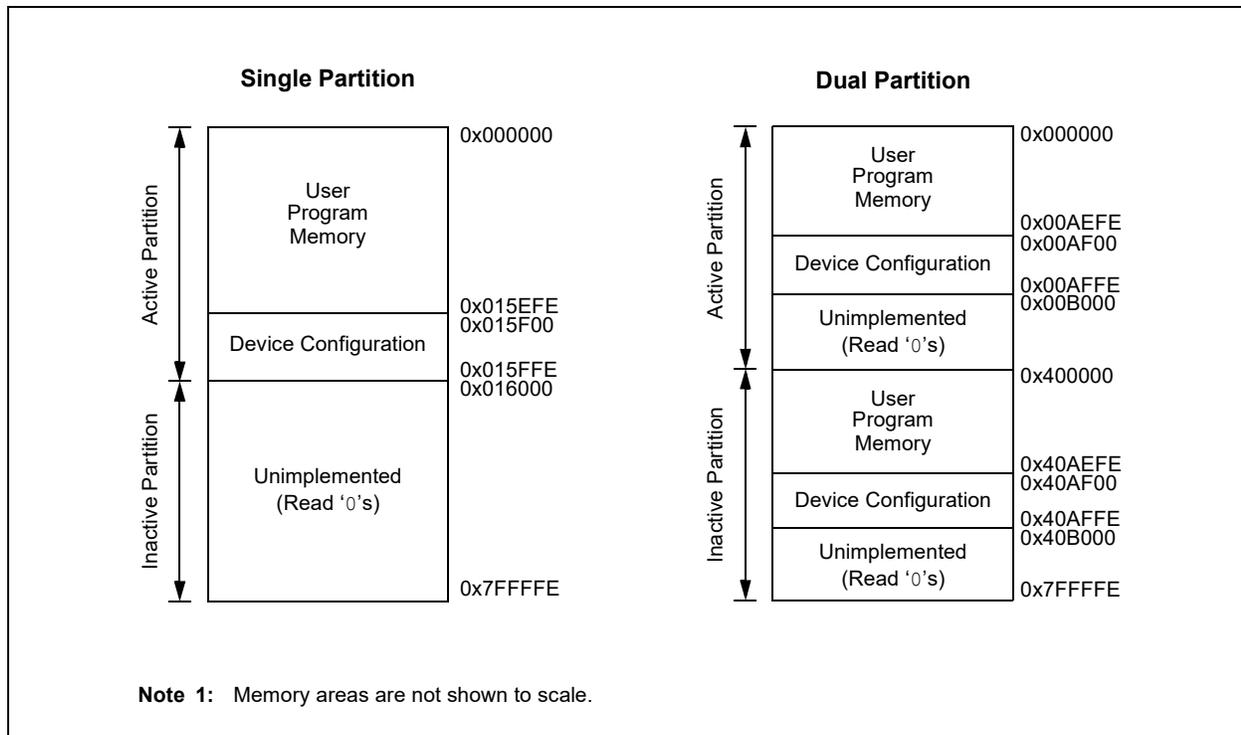 Single Partition
Active Partition
Inactive Partition
0x000000
User
Program
Memory
0x015EFE
0x015F00
Device Configuration
0x015FFE
0x016000
Unimplemented
(Read ‘0’s)
0x7FFFFE
Dual Partition
Active Partition
Inactive Partition
0x000000
User
Program
Memory
0x00AEFE
0x00AF00
Device Configuration
0x00AFFE
0x00B000
Unimplemented
(Read ‘0’s)
0x400000
User
Program
Memory
0x40AEFE
0x40AF00
Device Configuration
0x40AFFE
0x40B000
Unimplemented
(Read ‘0’s)
0x7FFFFE
Note 1: Memory areas are not shown to scale.